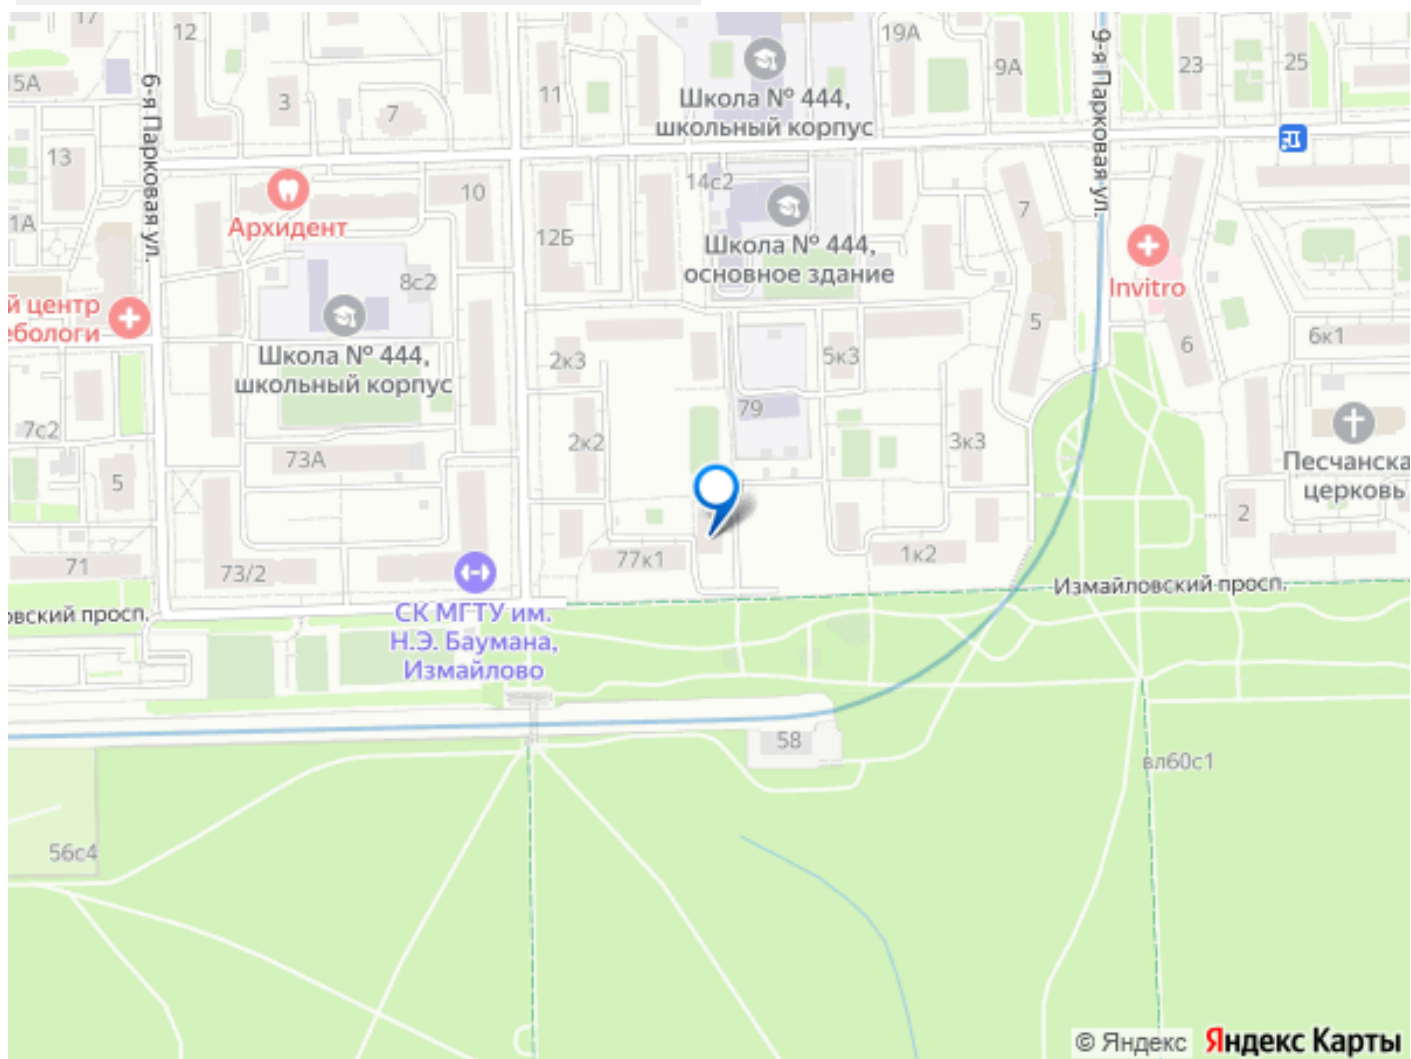 17
12
19А
15А
6-я Парковая ул.
3
7
11
Школа № 444,
школьный корпус
9А
9-я Парковая ул.
23
25
13
1А
Архидент
10
12Б
14с2
Школа № 444,
основное здание
7
Invitro
8с2
й центр
ебологи
Школа № 444,
школьный корпус
2к3
5к3
5
6
6к1
7с2
79
2к2
3к3
73А
5
Песчанска
церковь
2
71
73/2
77к1
1к2
Измайловский просп.
овский просп.
СК МГТУ им.
Н.Э. Баумана,
Измайлово
58
вл60с1
56с4
© Яндекс Яндекс Карты